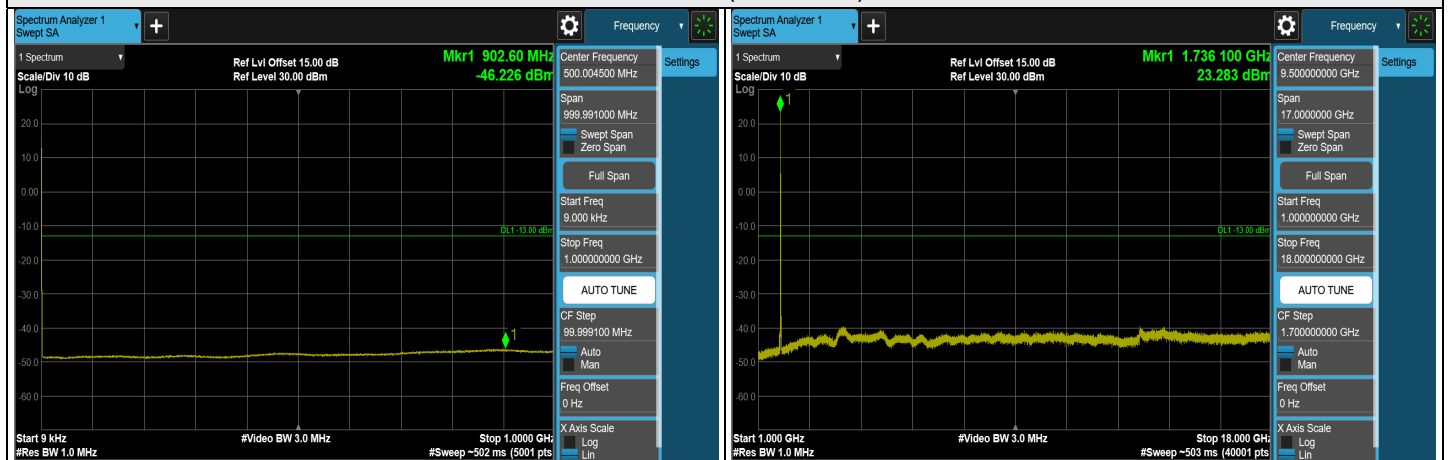 Spectrum Analyzer 1
Swept SA
Frequency
1 Spectrum
Scale/Div 10 dB
Log
Ref Lvl Offset 15.00 dB
Ref Level 30.00 dBm
Mkr1 902.60 MHz
-46.226 dBm
1
20.0
10.0
0.00
-10.0
-20.0
-30.0
-40.0
-50.0
-60.0
DL1 -13.00 dBm
1
Start 9 kHz
#Res BW 1.0 MHz
#Video BW 3.0 MHz
Stop 1.0000 GHz
#Sweep ~502 ms (5001 pts)
Center Frequency
500.004500 MHz
Settings
Span
999.991000 MHz
Swept Span
Zero Span
Full Span
Start Freq
9.000 kHz
Stop Freq
1.000000000 GHz
AUTO TUNE
CF Step
99.999100 MHz
Auto
Man
Freq Offset
0 Hz
X Axis Scale
Log
Lin
Spectrum Analyzer 1
Swept SA
Frequency
1 Spectrum
Scale/Div 10 dB
Log
Ref Lvl Offset 15.00 dB
Ref Level 30.00 dBm
Mkr1 1.736 100 GHz
23.283 dBm
1
20.0
10.0
0.00
-10.0
-20.0
-30.0
-40.0
-50.0
-60.0
DL1 -13.00 dBm
Start 1.000 GHz
#Res BW 1.0 MHz
#Video BW 3.0 MHz
Stop 18.000 GHz
#Sweep ~503 ms (40001 pts)
Center Frequency
9.500000000 GHz
Settings
Span
17.0000000 GHz
Swept Span
Zero Span
Full Span
Start Freq
1.000000000 GHz
Stop Freq
18.000000000 GHz
AUTO TUNE
CF Step
1.700000000 GHz
Auto
Man
Freq Offset
0 Hz
X Axis Scale
Log
Lin